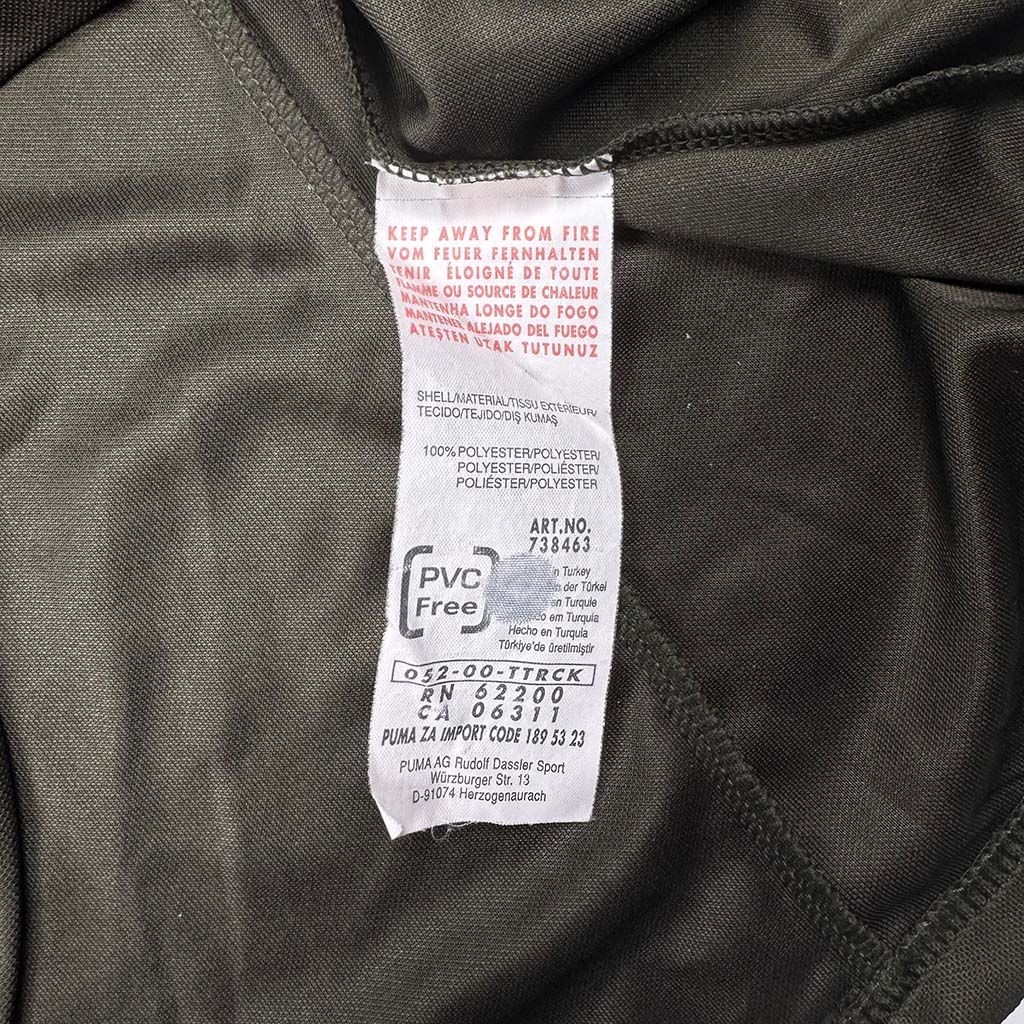 KEEP AWAY FROM FIRE
VOM FEUER FERNHALTEN
TENIR ÉLOIGNÉ DE TOUTE
FLAMME OU SOURCE DE CHALEUR
MANTENHA LONGE DO FOGO
MANTENER ALEJADO DEL FUEGO
ATEŞTEN UZAK TUTUNUZ
SHELL/MATERIAL/TISSU EXTÉRIEUR/
TECIDO/TEJIDO/DIŞ KUMAŞ
100% POLYESTER/POLYESTER/
POLYESTER/POLIÉSTER/
POLIÉSTER/POLYESTER
ART.NO.
738463
PVC
Free
in Turkey
der Türkei
en Turquie
em Turquia
Hecho en Turquia
Türkiye'de üretilmiştir
052-00-TTRCK
RN 62200
CA 06311
PUMA ZA IMPORT CODE 189 53 23
PUMA AG Rudolf Dassler Sport
Würzburger Str. 13
D-91074 Herzogenaurach